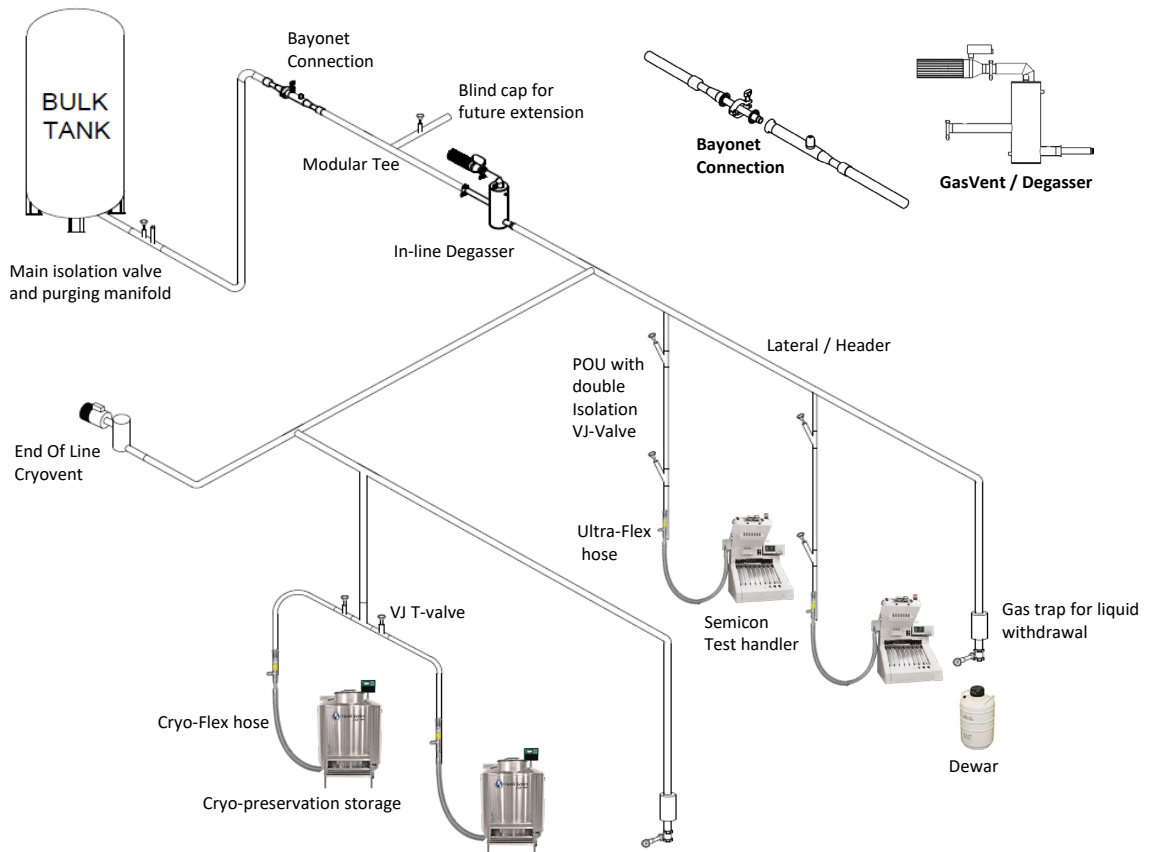 BULK
TANK
Bayonet
Connection
Blind cap for
future extension
Modular Tee
Bayonet
Connection
GasVent / Degasser
In-line Degasser
Main isolation valve
and purging manifold
Lateral / Header
POU with
double
Isolation
VJ-Valve
End Of Line
Cryovent
Ultra-Flex
hose
VJ T-valve
Semicon
Test handler
Gas trap for liquid
withdrawal
Cryo-Flex hose
Dewar
Cryo-preservation storage